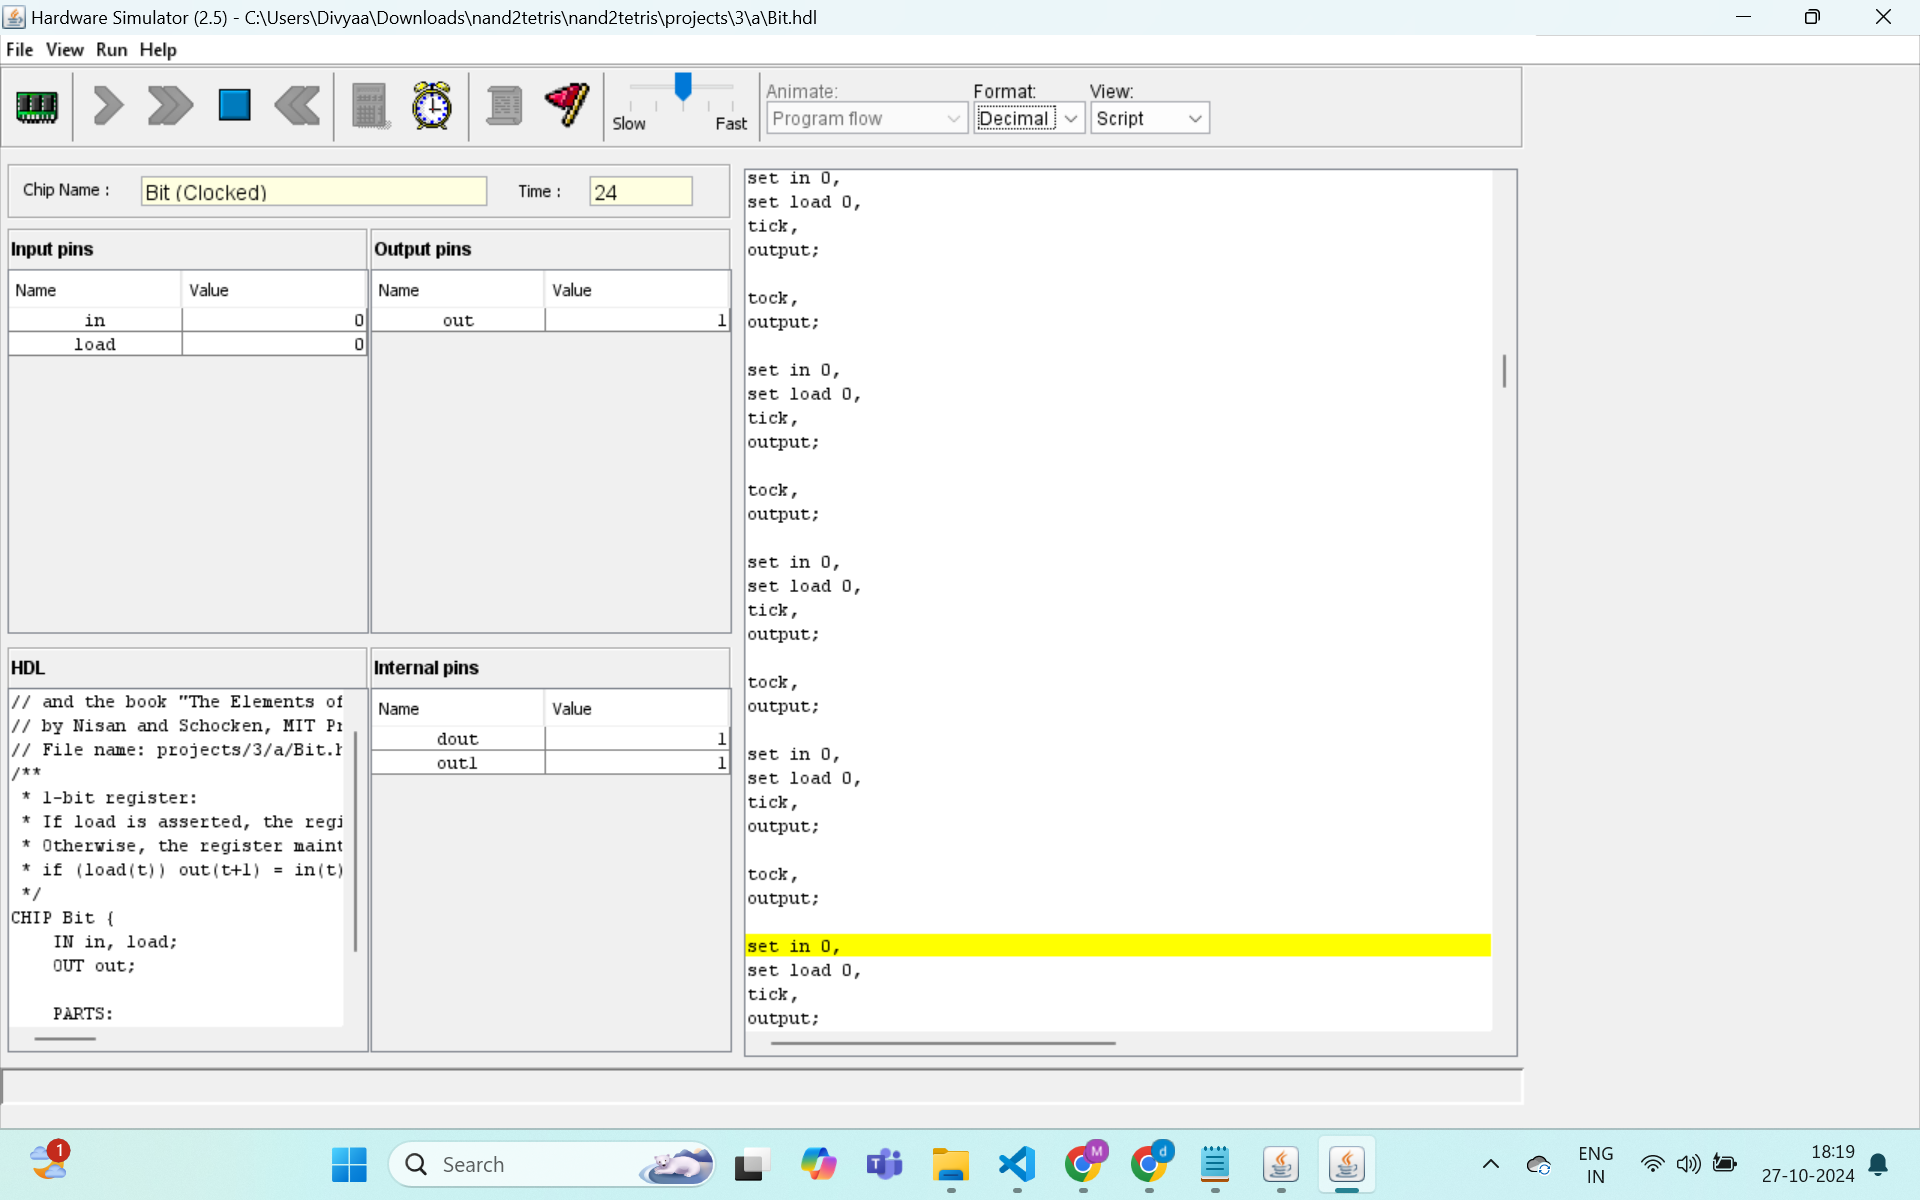 Hardware Simulator (2.5) - C:\Users\Divyaa\Downloads\nand2tetris\nand2tetris\projects\3\a\Bit.hdl
File View Run Help
Slow Fast
Animate: Format: View:
Program flow Decimal Script
Chip Name : Bit (Clocked) Time : 24
Input pins
Name Value
in 0
load 0
Output pins
Name Value
out 1
HDL
// and the book "The Elements of
// by Nisan and Schocken, MIT Pr
// File name: projects/3/a/Bit.h
/**
* 1-bit register:
* If load is asserted, the regi
* Otherwise, the register maint
* if (load(t)) out(t+1) = in(t)
*/
CHIP Bit {
IN in, load;
OUT out;
PARTS:
Internal pins
Name Value
dout 1
out1 1
set in 0,
set load 0,
tick,
output;
tock,
output;
set in 0,
set load 0,
tick,
output;
tock,
output;
set in 0,
set load 0,
tick,
output;
tock,
output;
set in 0,
set load 0,
tick,
output;
tock,
output;
set in 0,
set load 0,
tick,
output;
1
Search
M
d
ENG
IN
18:19
27-10-2024